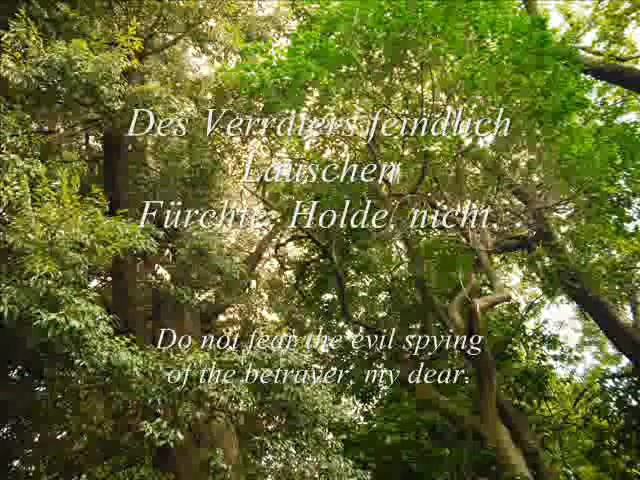 Des Verräters feindlich
Lauschen
Fürchte, Holde, nicht.
Do not fear the evil spying
of the betrayer, my dear.